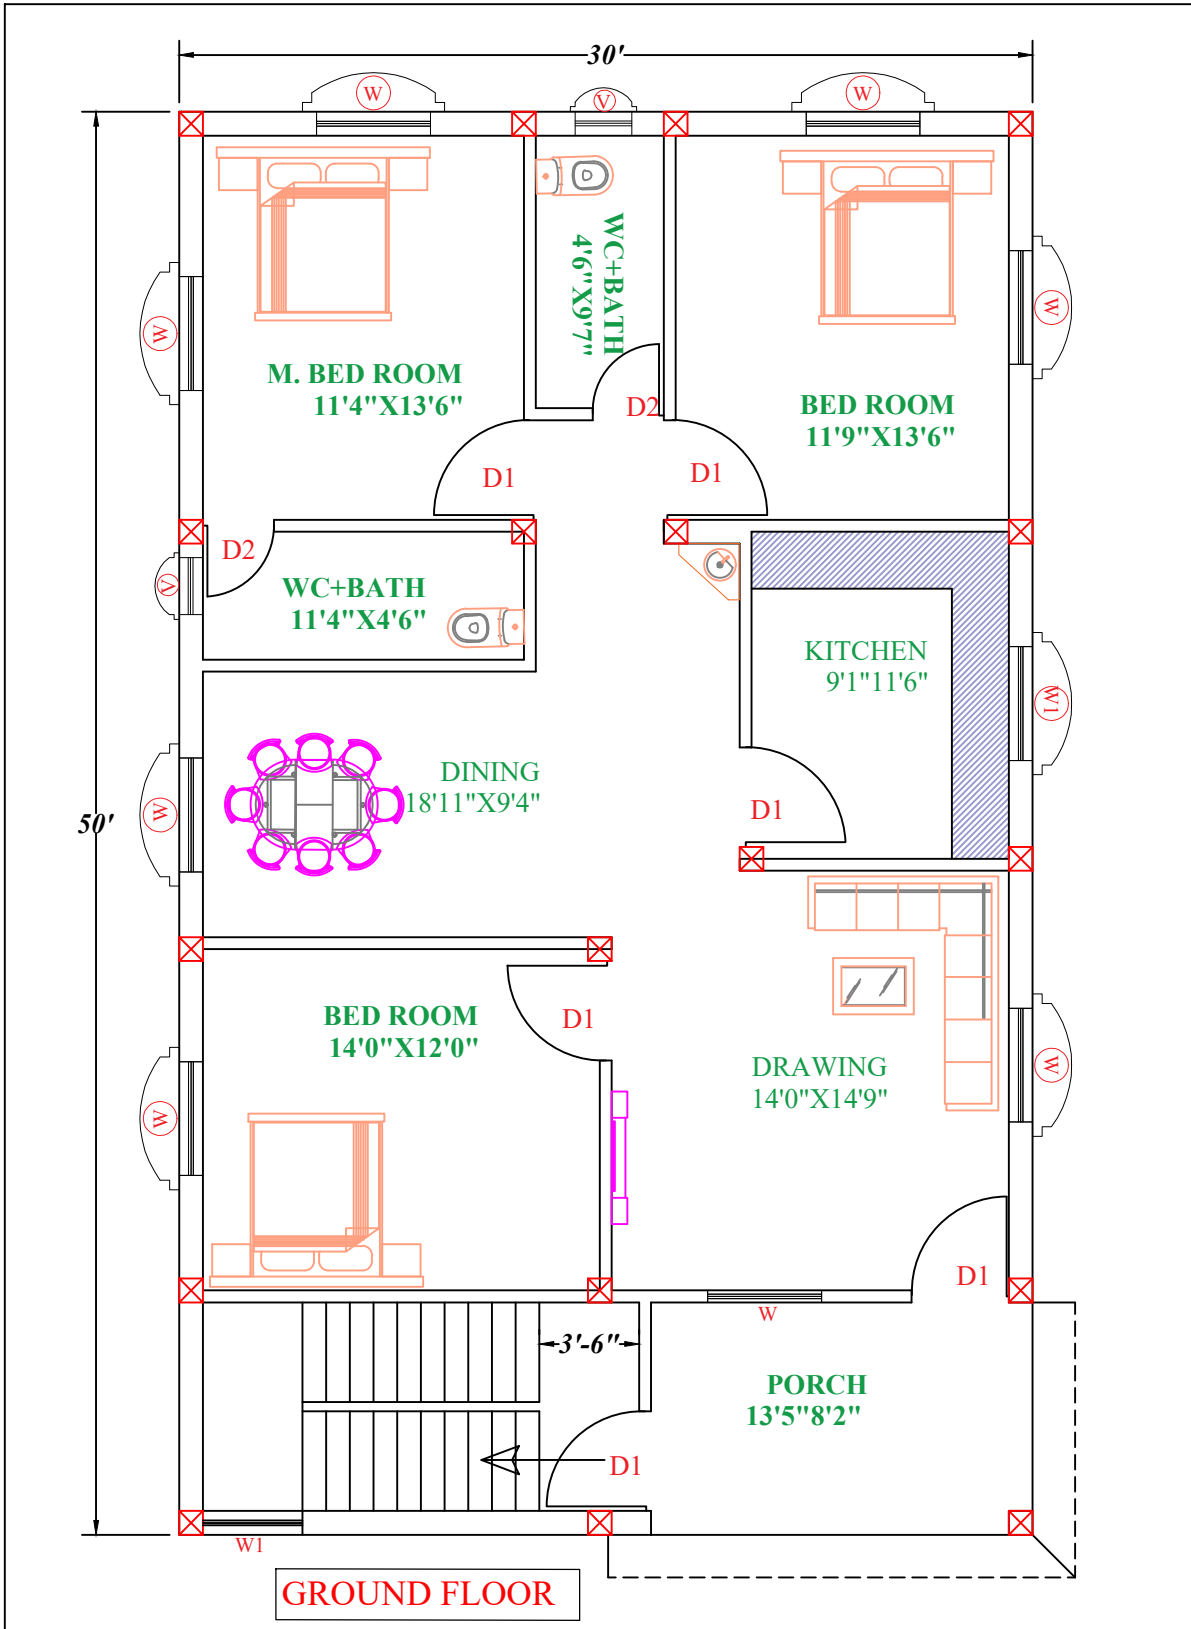 30'
W
V
W
WC+BATH
4'6"X9'7"
W
W
M. BED ROOM
11'4"X13'6"
D2
BED ROOM
11'9"X13'6"
D1
D1
D2
V
WC+BATH
11'4"X4'6"
KITCHEN
9'1"11'6"
W1
DINING
18'11"X9'4"
W
50'
D1
BED ROOM
14'0"X12'0"
D1
DRAWING
14'0"X14'9"
W
W
D1
W
3'-6"
PORCH
13'5"8'2"
D1
W1
GROUND FLOOR